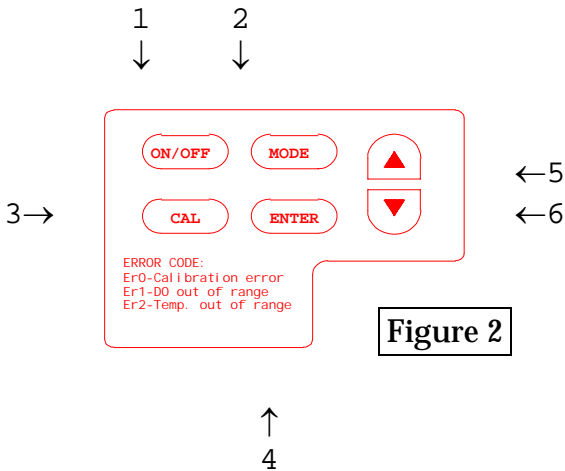 1 2
↓ ↓
ON/OFF MODE ▲
←5
3→ CAL ENTER ▼ ←6
ERROR CODE:
Er0-Calibration error
Er1-DO out of range
Er2-Temp. out of range
Figure 2
↑
4